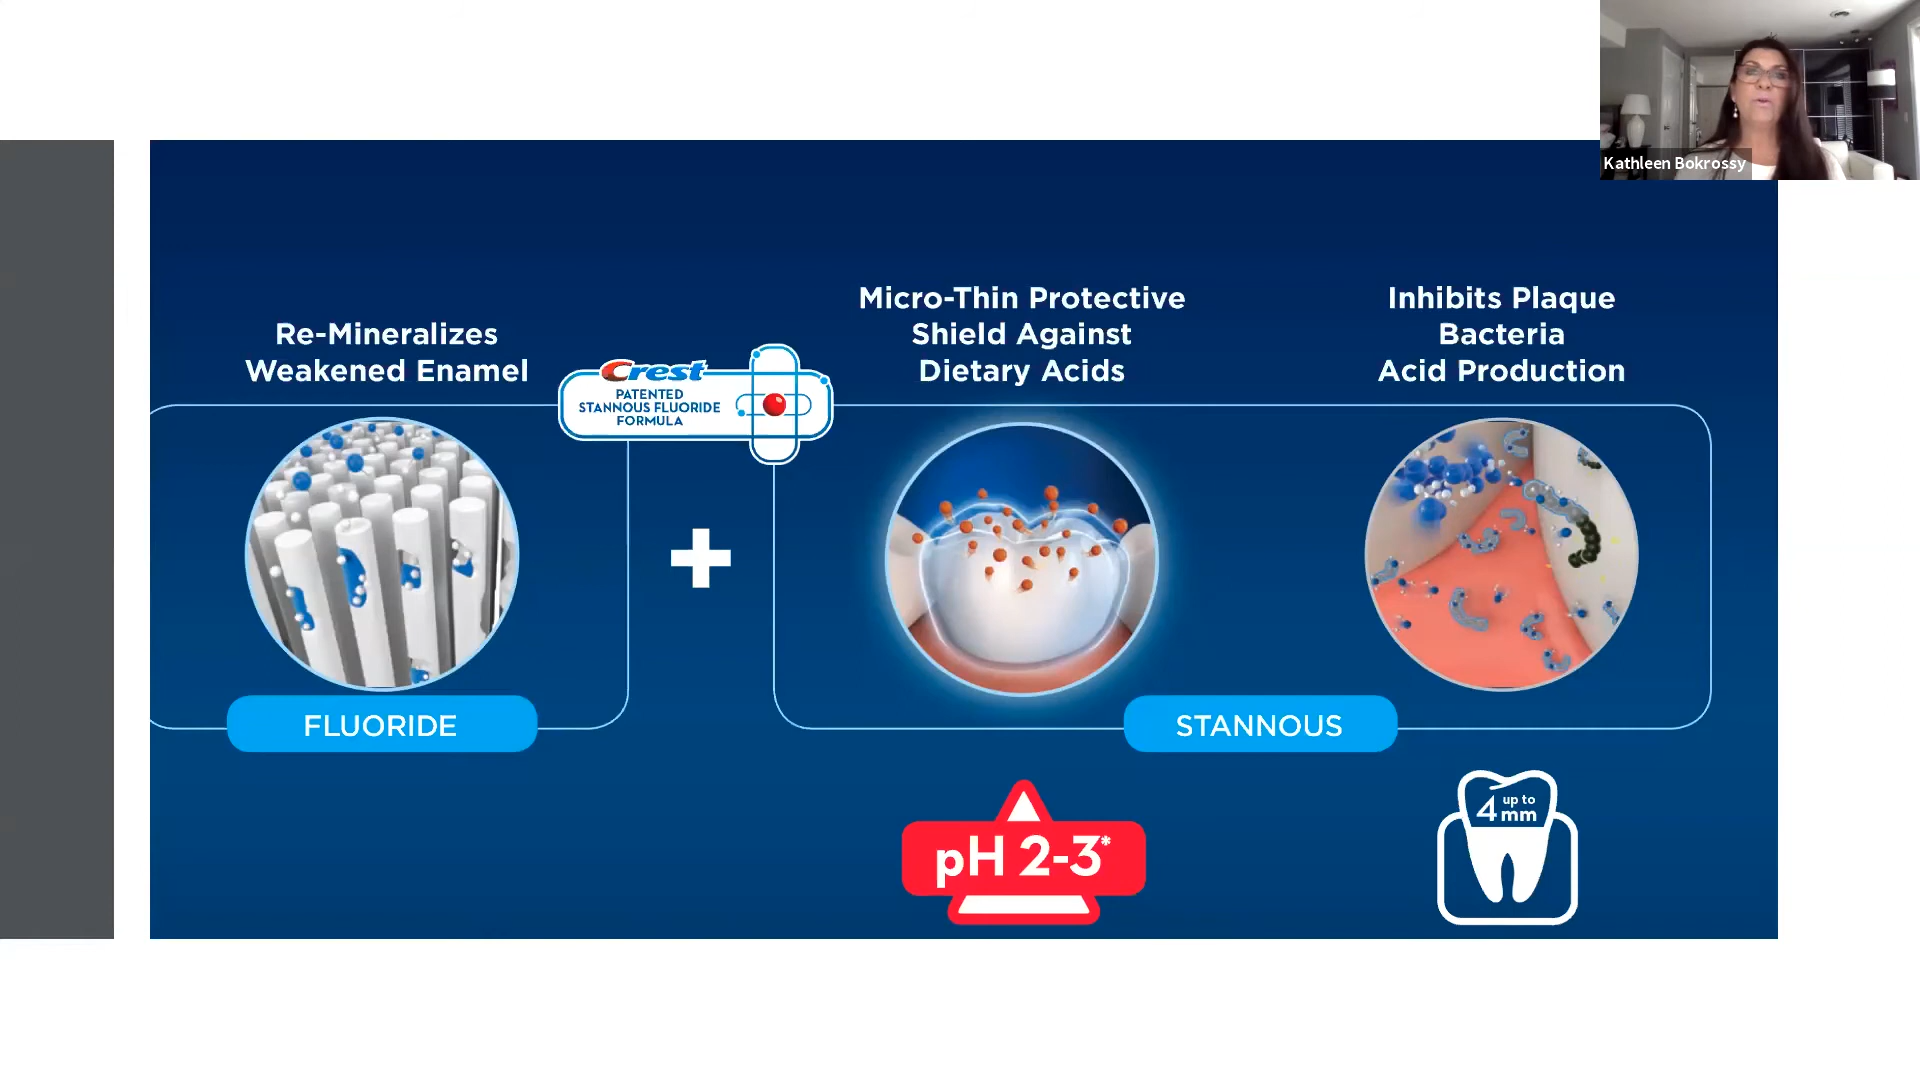 Kathleen Bokrossy
Re-Mineralizes
Weakened Enamel
Crest
PATENTED
STANNOUS FLUORIDE
FORMULA
Micro-Thin Protective
Shield Against
Dietary Acids
Inhibits Plaque
Bacteria
Acid Production
FLUORIDE
STANNOUS
pH 2-3*
4 up to
mm